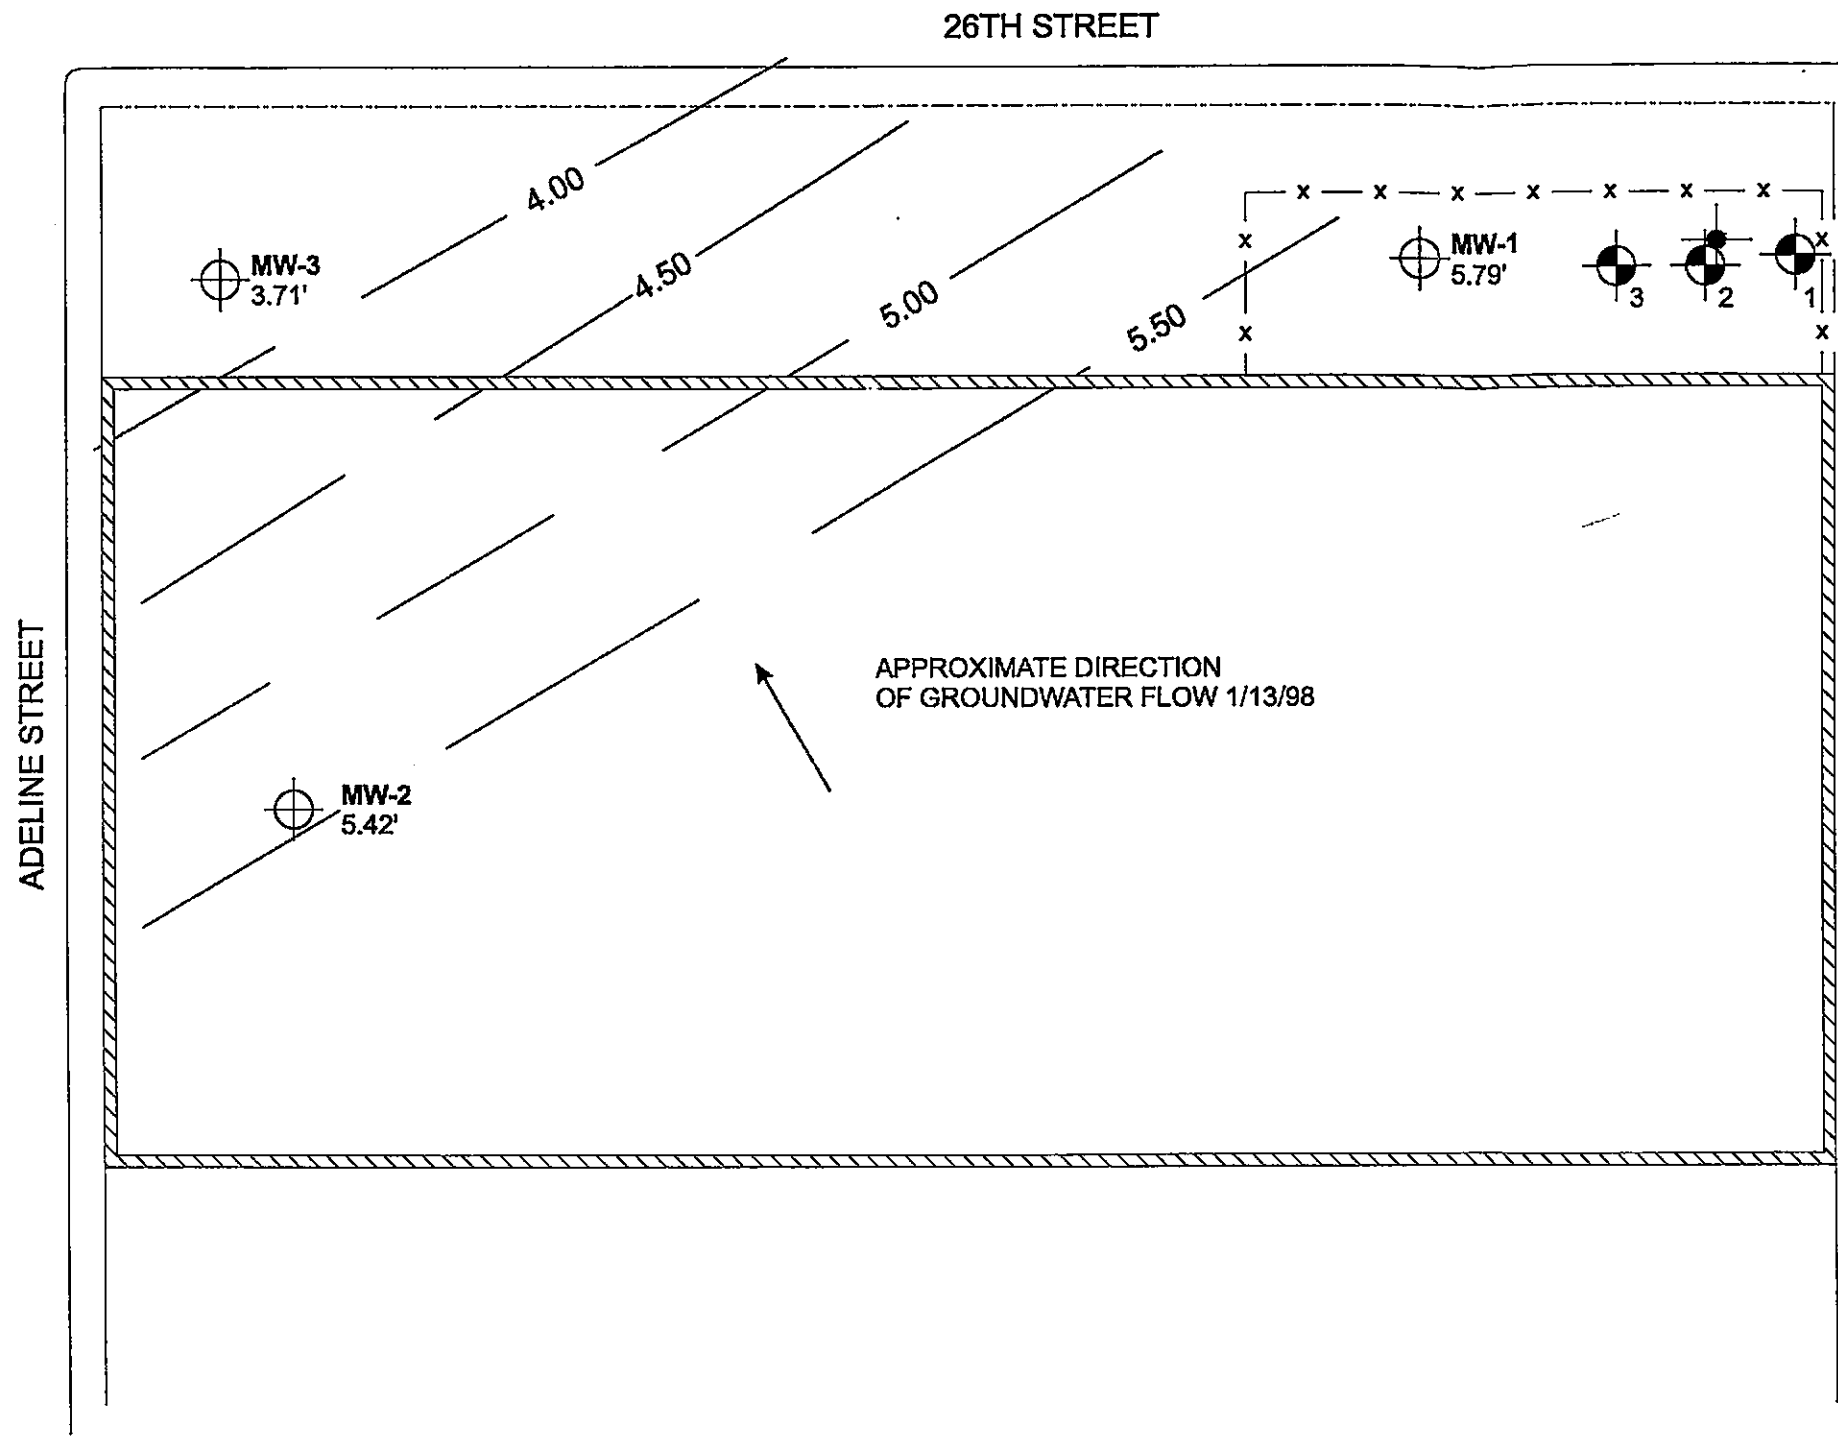 26TH STREET
4.00
4.50
5.00
5.50
MW-3
3.71'
MW-1
5.79'
3
2
1
x x x x x x x
x
x
x
x
APPROXIMATE DIRECTION
OF GROUNDWATER FLOW 1/13/98
ADELINE STREET
MW-2
5.42'